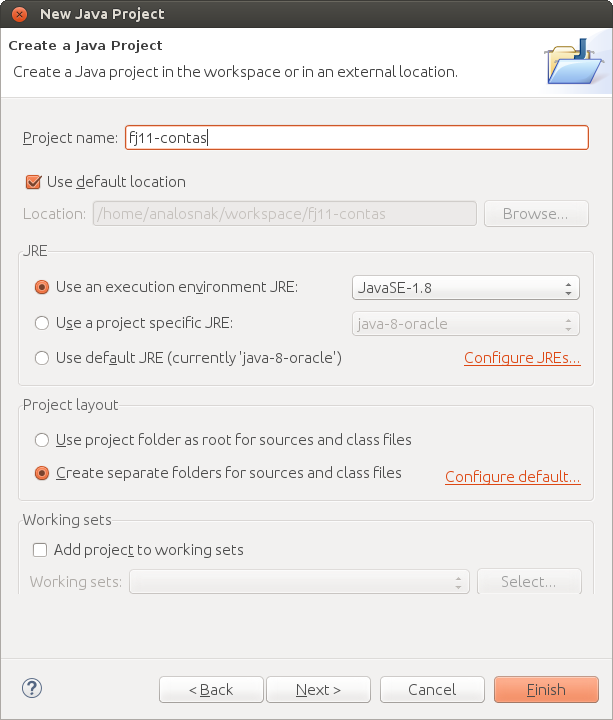 New Java Project
Create a Java Project
Create a Java project in the workspace or in an external location.
Project name: fj11-contas
Use default location
Location: /home/analosnak/workspace/fj11-contas Browse...
JRE
Use an execution environment JRE: JavaSE-1.8
Use a project specific JRE: java-8-oracle
Use default JRE (currently 'java-8-oracle') Configure JREs...
Project layout
Use project folder as root for sources and class files
Create separate folders for sources and class files Configure default...
Working sets
Add project to working sets
Working sets: Select...
? < Back Next > Cancel Finish